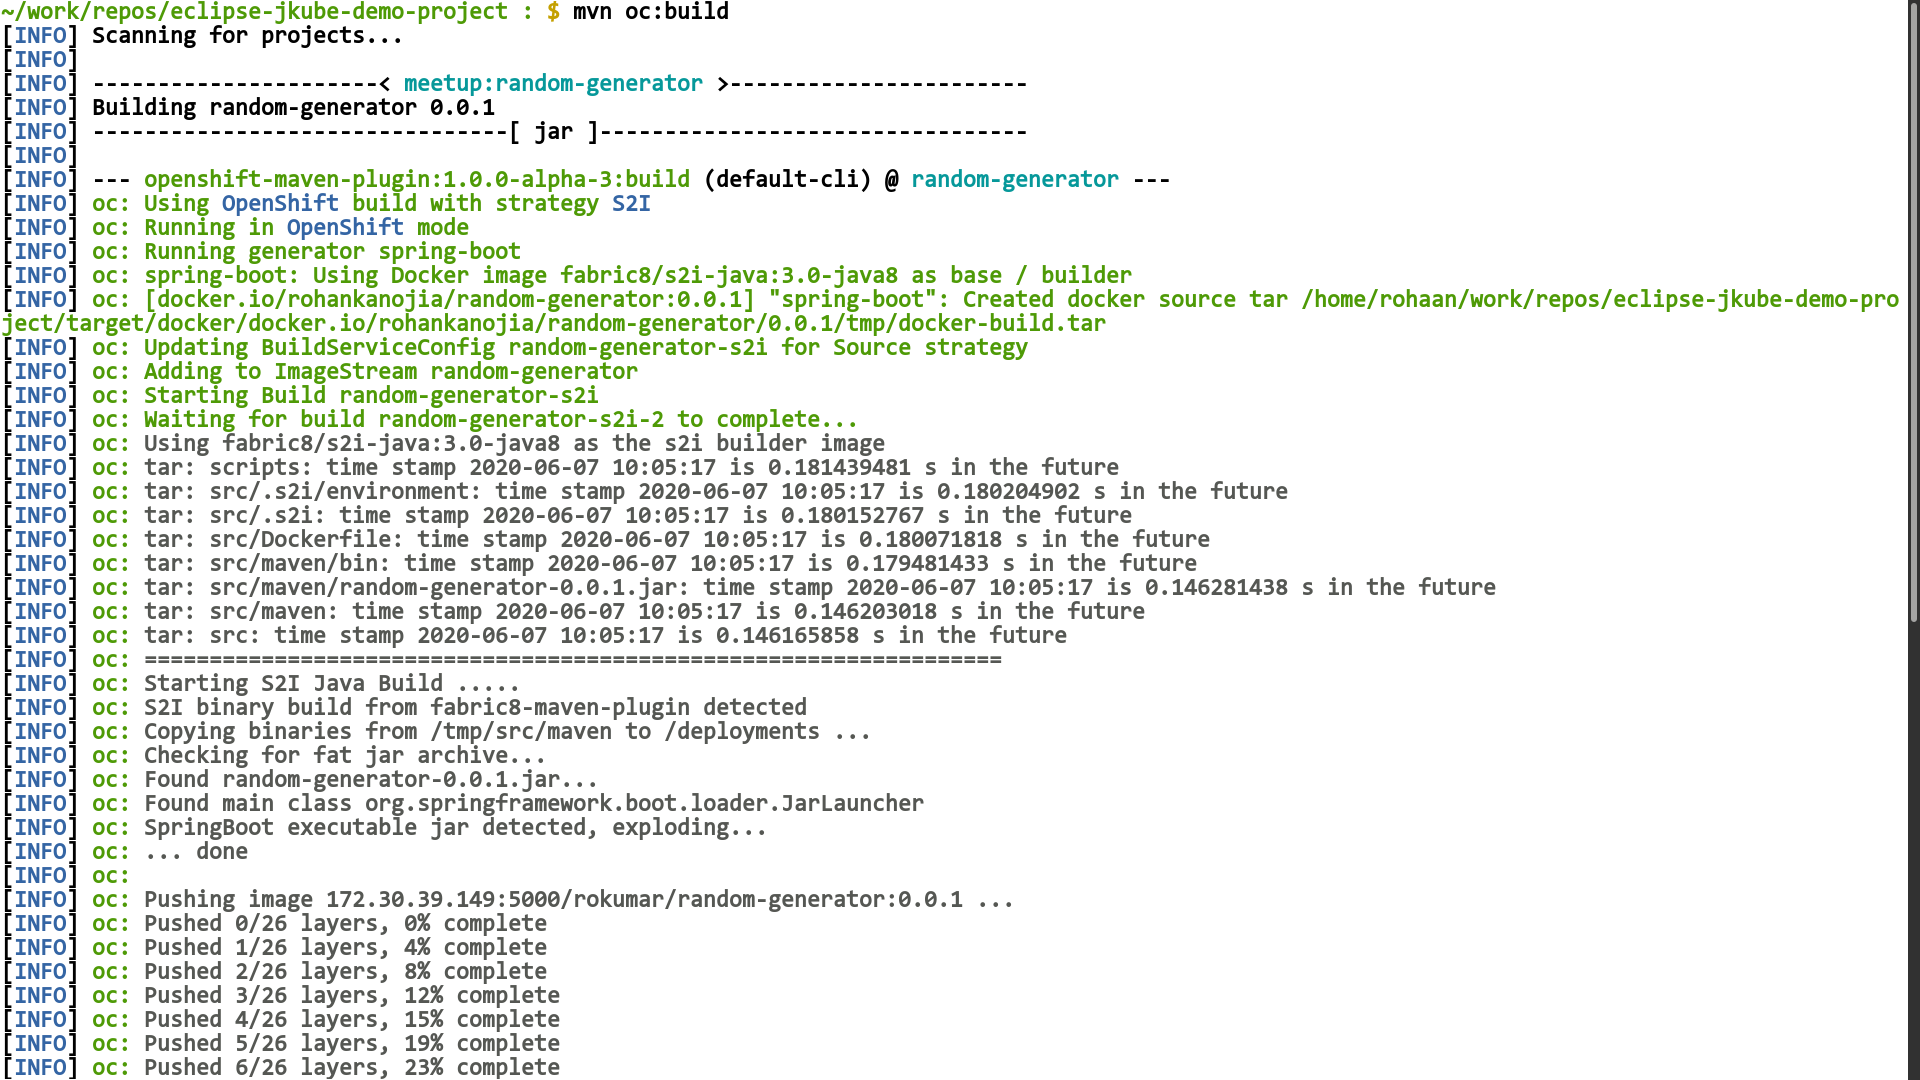 ~/work/repos/eclipse-jkube-demo-project : $ mvn oc:build
[INFO] Scanning for projects...
[INFO]
[INFO] ----------------------< meetup:random-generator >-----------------------
[INFO] Building random-generator 0.0.1
[INFO] --------------------------------[ jar ]---------------------------------
[INFO]
[INFO] --- openshift-maven-plugin:1.0.0-alpha-3:build (default-cli) @ random-generator ---
[INFO] oc: Using OpenShift build with strategy S2I
[INFO] oc: Running in OpenShift mode
[INFO] oc: Running generator spring-boot
[INFO] oc: spring-boot: Using Docker image fabric8/s2i-java:3.0-java8 as base / builder
[INFO] oc: [docker.io/rohankanojia/random-generator:0.0.1] "spring-boot": Created docker source tar /home/rohaan/work/repos/eclipse-jkube-demo-pro
ject/target/docker/docker.io/rohankanojia/random-generator/0.0.1/tmp/docker-build.tar
[INFO] oc: Updating BuildServiceConfig random-generator-s2i for Source strategy
[INFO] oc: Adding to ImageStream random-generator
[INFO] oc: Starting Build random-generator-s2i
[INFO] oc: Waiting for build random-generator-s2i-2 to complete...
[INFO] oc: Using fabric8/s2i-java:3.0-java8 as the s2i builder image
[INFO] oc: tar: scripts: time stamp 2020-06-07 10:05:17 is 0.181439481 s in the future
[INFO] oc: tar: src/.s2i/environment: time stamp 2020-06-07 10:05:17 is 0.180204902 s in the future
[INFO] oc: tar: src/.s2i: time stamp 2020-06-07 10:05:17 is 0.180152767 s in the future
[INFO] oc: tar: src/Dockerfile: time stamp 2020-06-07 10:05:17 is 0.180071818 s in the future
[INFO] oc: tar: src/maven/bin: time stamp 2020-06-07 10:05:17 is 0.179481433 s in the future
[INFO] oc: tar: src/maven/random-generator-0.0.1.jar: time stamp 2020-06-07 10:05:17 is 0.146281438 s in the future
[INFO] oc: tar: src/maven: time stamp 2020-06-07 10:05:17 is 0.146203018 s in the future
[INFO] oc: tar: src: time stamp 2020-06-07 10:05:17 is 0.146165858 s in the future
[INFO] oc: ==================================================================
[INFO] oc: Starting S2I Java Build .....
[INFO] oc: S2I binary build from fabric8-maven-plugin detected
[INFO] oc: Copying binaries from /tmp/src/maven to /deployments ...
[INFO] oc: Checking for fat jar archive...
[INFO] oc: Found random-generator-0.0.1.jar...
[INFO] oc: Found main class org.springframework.boot.loader.JarLauncher
[INFO] oc: SpringBoot executable jar detected, exploding...
[INFO] oc: ... done
[INFO] oc:
[INFO] oc: Pushing image 172.30.39.149:5000/rokumar/random-generator:0.0.1 ...
[INFO] oc: Pushed 0/26 layers, 0% complete
[INFO] oc: Pushed 1/26 layers, 4% complete
[INFO] oc: Pushed 2/26 layers, 8% complete
[INFO] oc: Pushed 3/26 layers, 12% complete
[INFO] oc: Pushed 4/26 layers, 15% complete
[INFO] oc: Pushed 5/26 layers, 19% complete
[INFO] oc: Pushed 6/26 layers, 23% complete